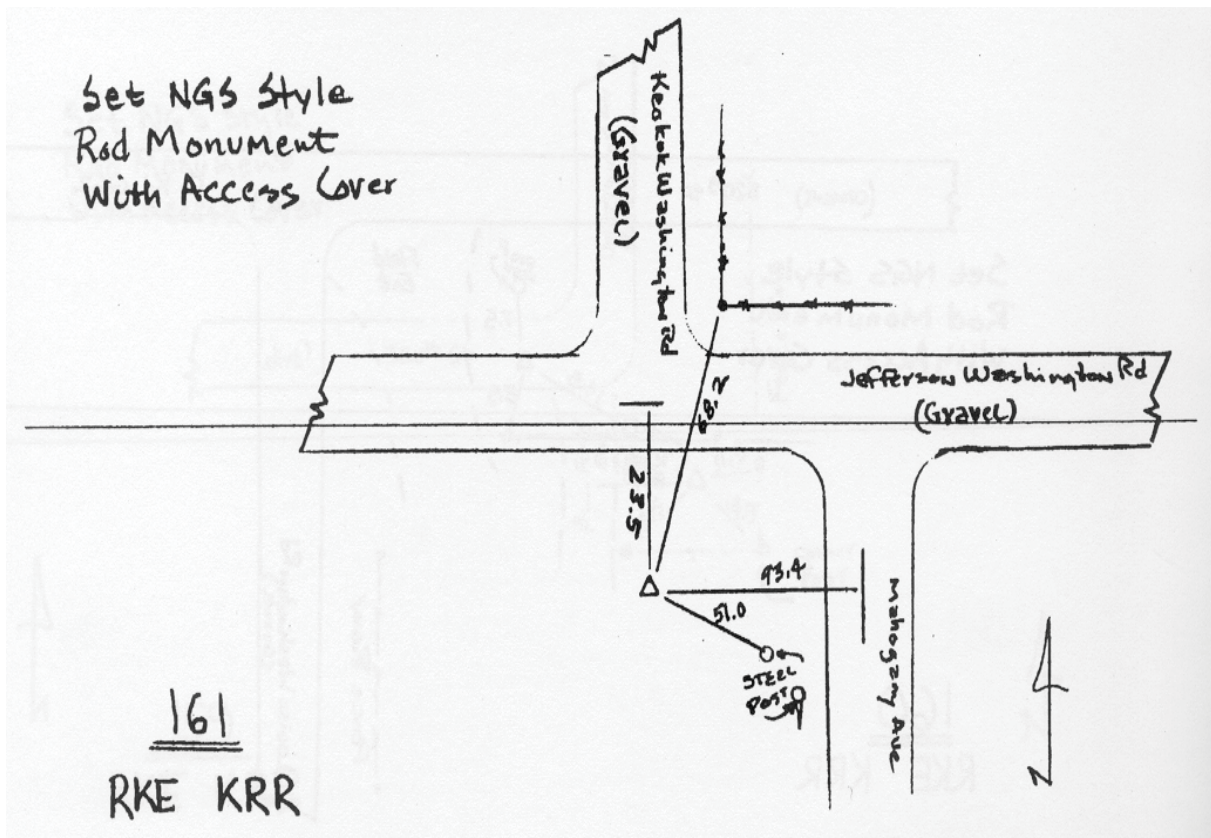 Set NGS Style
Rod Monument
With Access Cover
Keokuk Washington Rd
(Gravel)
Jefferson Washington Rd
(Gravel)
68.2
23.5
93.4
51.0
STEEL
POST
Mahogany Ave
N
161
RKE KRR